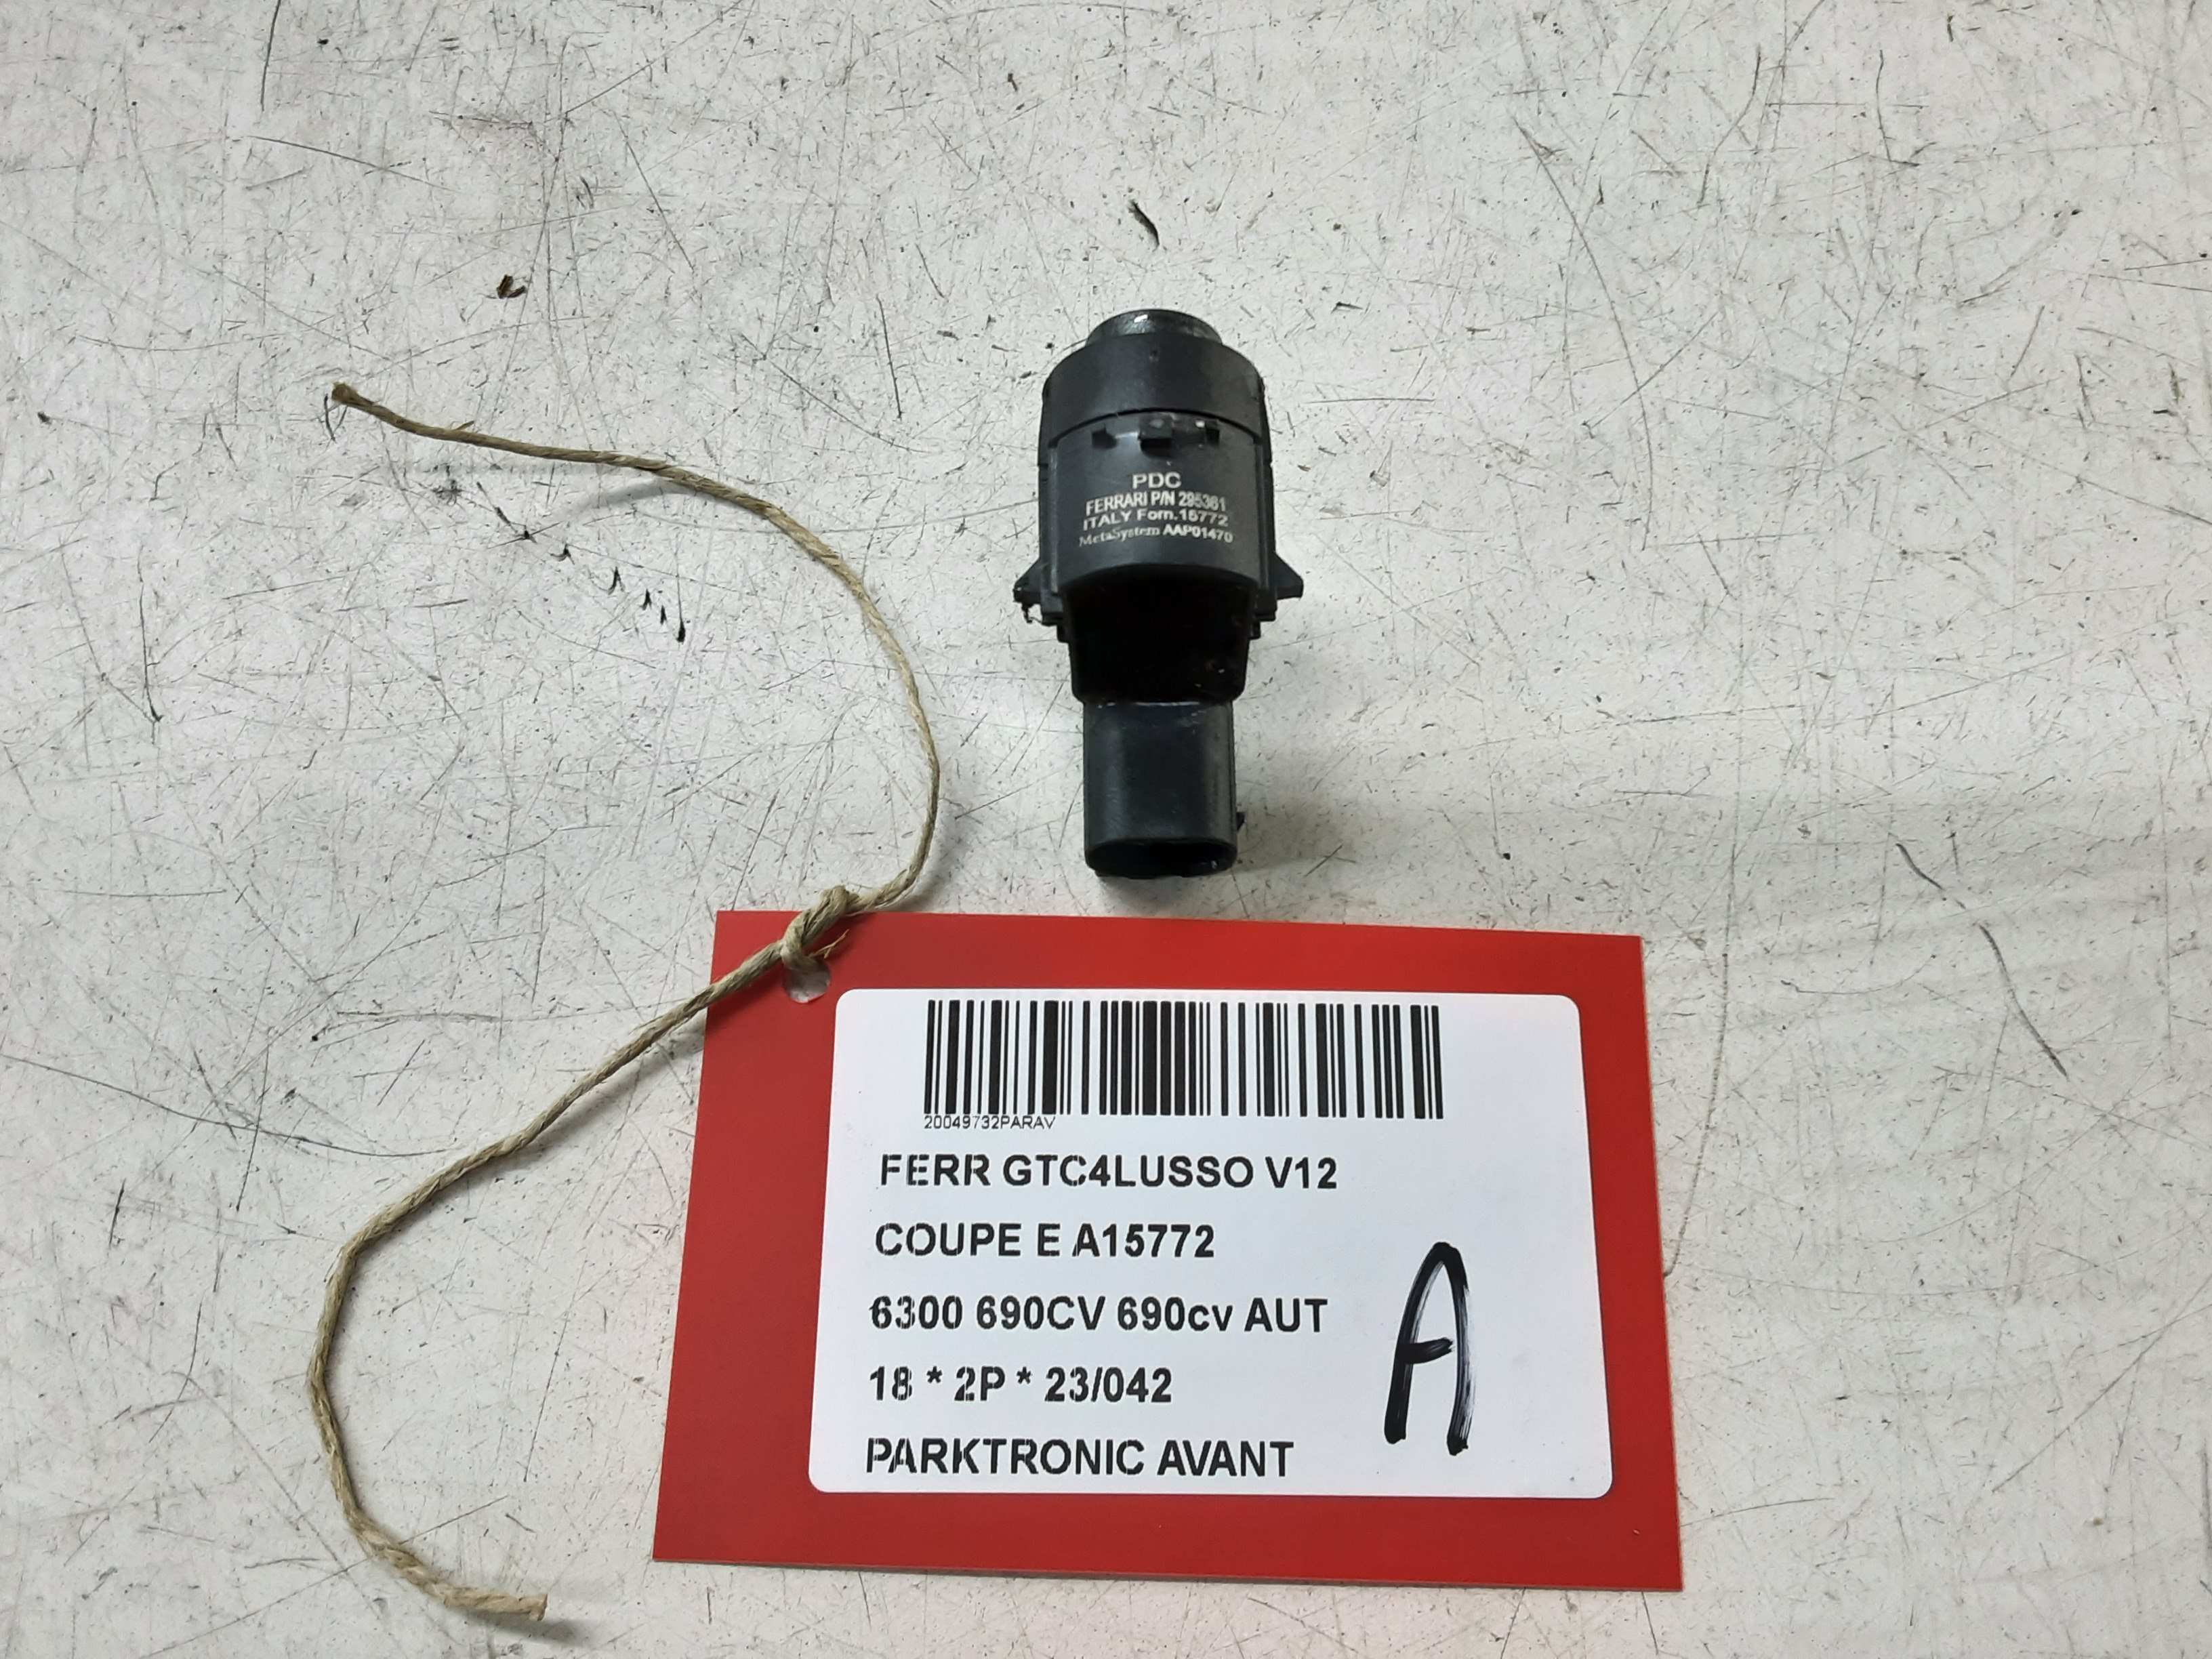 PDC
FERRARI P/N 295361
ITALY Forn.15772
MetaSystem AAP01470
20049732PARAV
FERR GTC4LUSSO V12
COUPE E A15772
6300 690CV 690cv AUT
18 * 2P * 23/042
PARKTRONIC AVANT
A